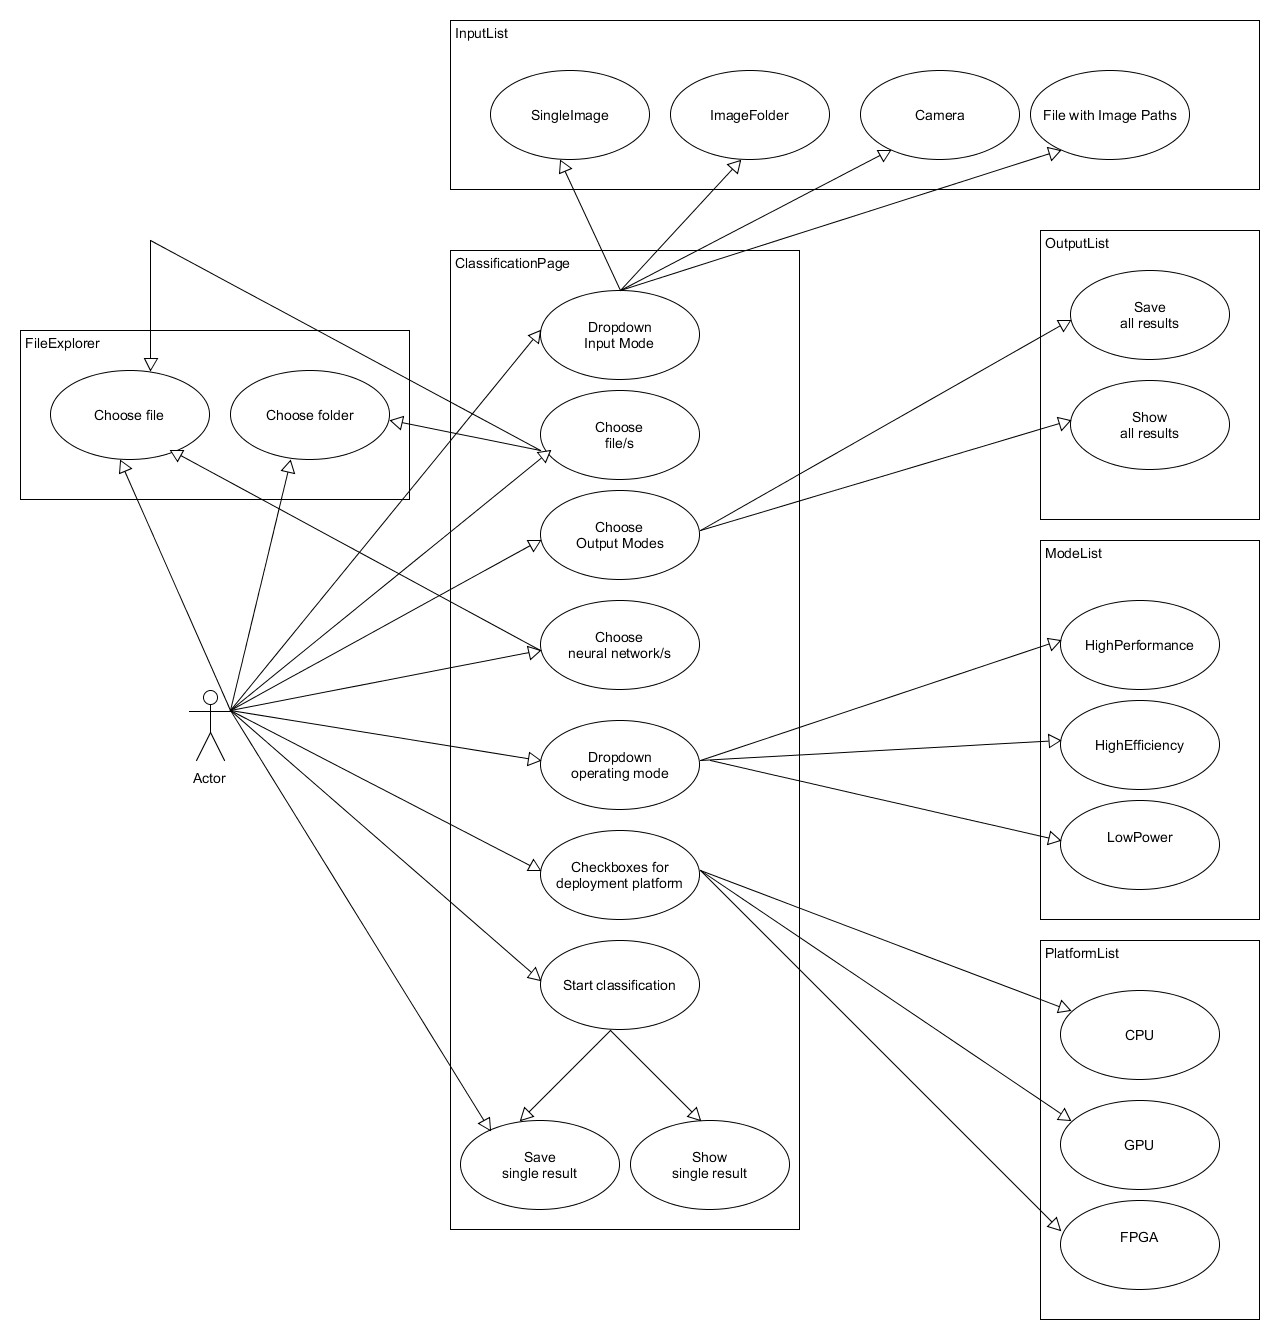 InputList
SingleImage
ImageFolder
Camera
File with Image Paths
OutputList
Save
all results
Show
all results
ClassificationPage
Dropdown
Input Mode
Choose
file/s
Choose
Output Modes
Choose
neural network/s
Dropdown
operating mode
Checkboxes for
deployment platform
Start classification
Save
single result
Show
single result
FileExplorer
Choose file
Choose folder
Actor
ModeList
HighPerformance
HighEfficiency
LowPower
PlatformList
CPU
GPU
FPGA